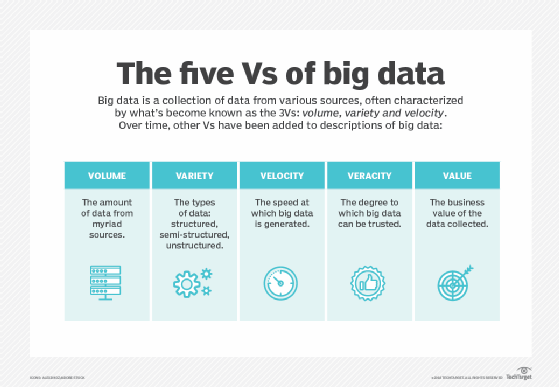 The five Vs of big data
Big data is a collection of data from various sources, often characterized
by what's become known as the 3Vs: volume, variety and velocity.
Over time, other Vs have been added to descriptions of big data:
VOLUME
The amount
of data from
myriad
sources.
VARIETY
The types
of data:
structured,
semi-structured,
unstructured.
VELOCITY
The speed at
which big data
is generated.
VERACITY
The degree to
which big data
can be trusted.
VALUE
The business
value of the
data collected.
TechTarget